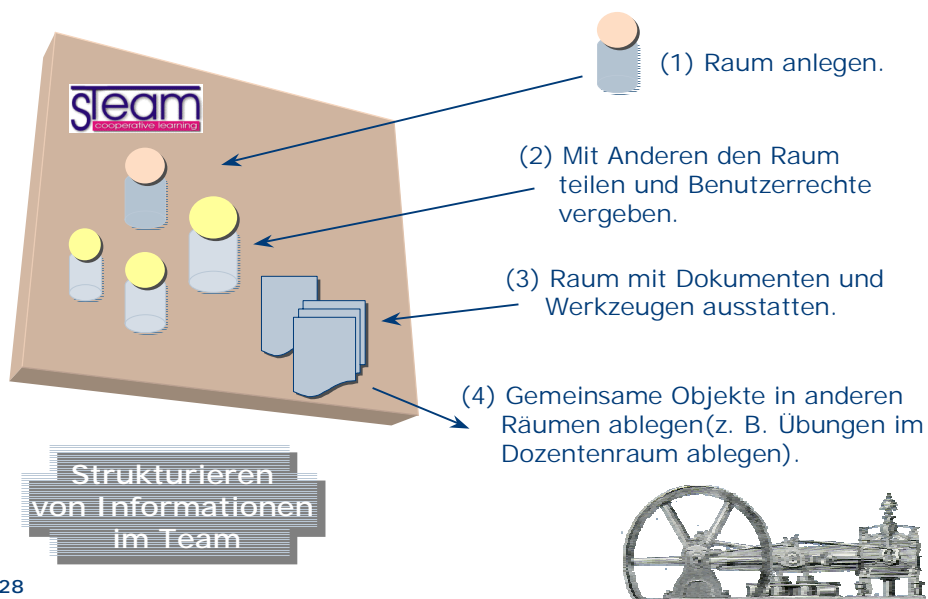 sTeam
cooperative learning
(1) Raum anlegen.
(2) Mit Anderen den Raum
teilen und Benutzerrechte
vergeben.
(3) Raum mit Dokumenten und
Werkzeugen ausstatten.
(4) Gemeinsame Objekte in anderen
Räumen ablegen(z. B. Übungen im
Dozentenraum ablegen).
Strukturieren
von Informationen
im Team
28